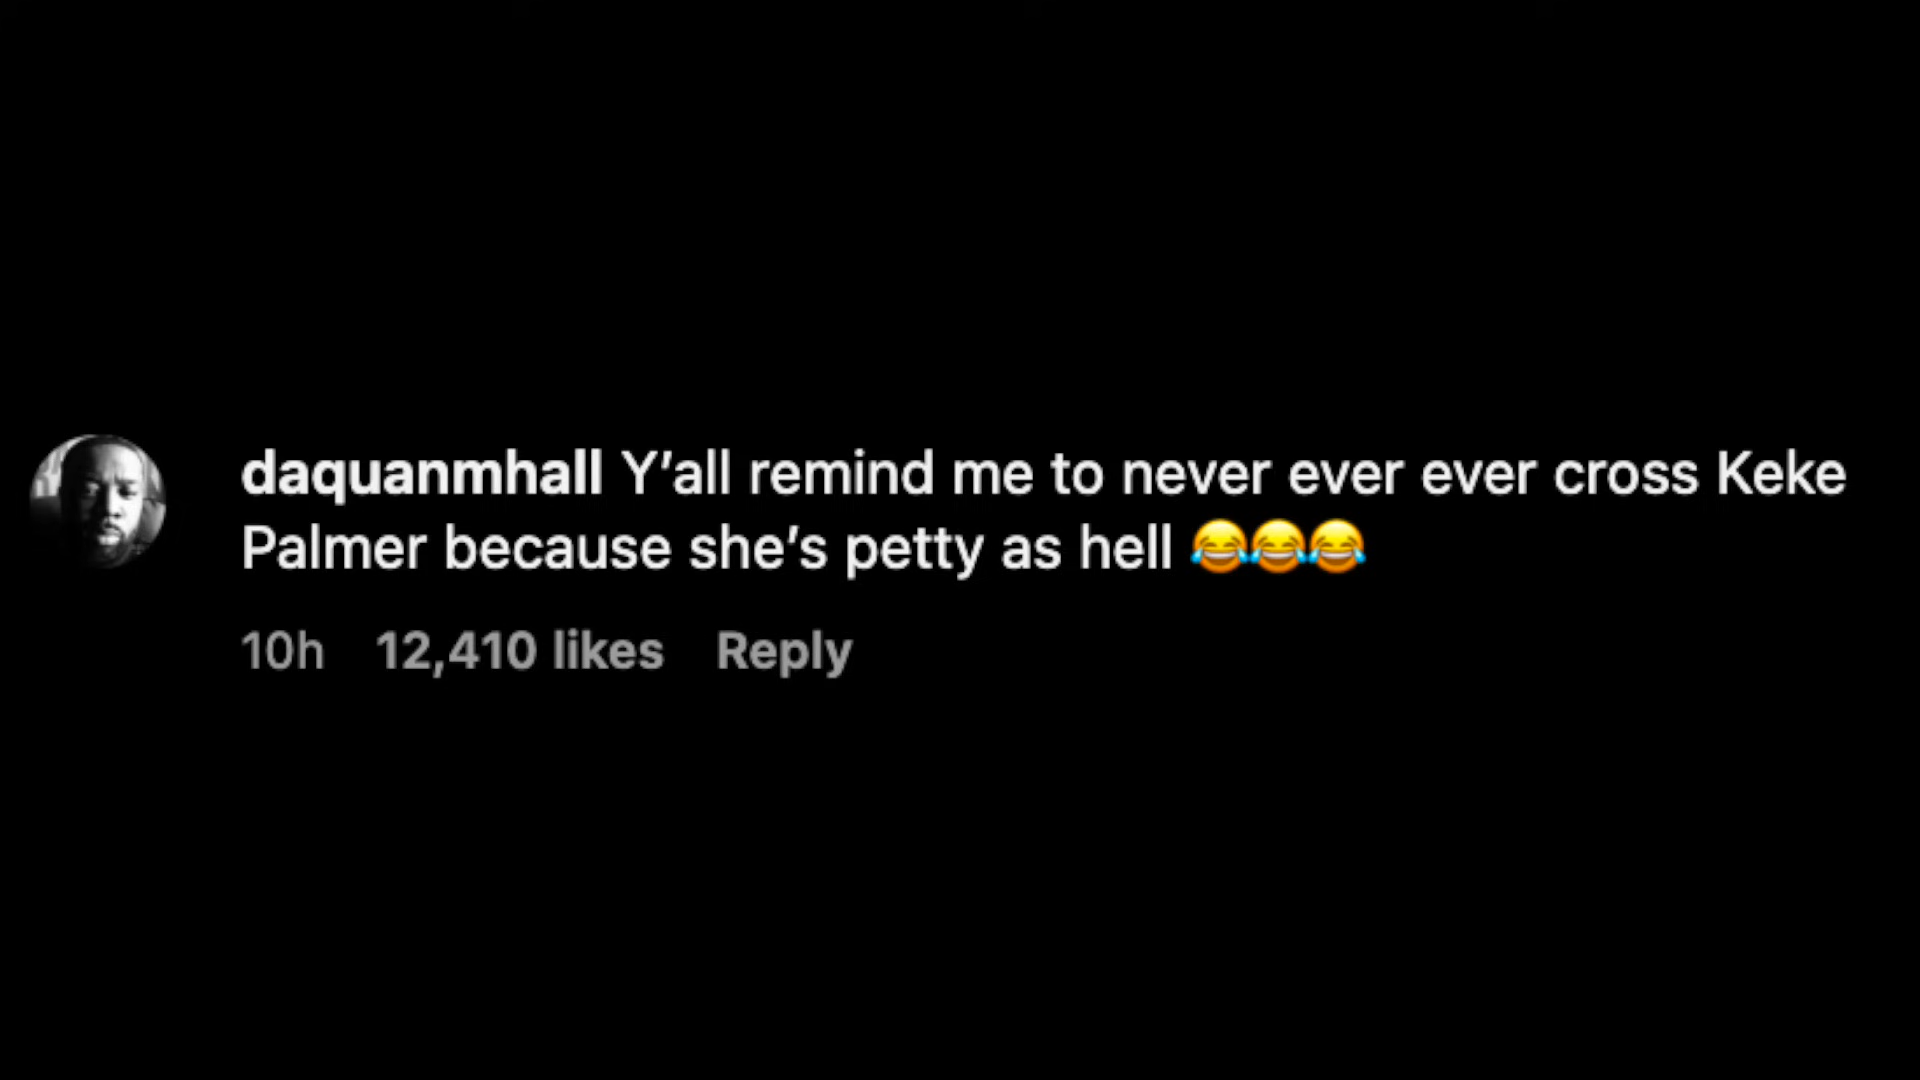 daquanmhall Y’all remind me to never ever ever cross Keke
Palmer because she’s petty as hell 😂😂😂
10h 12,410 likes Reply